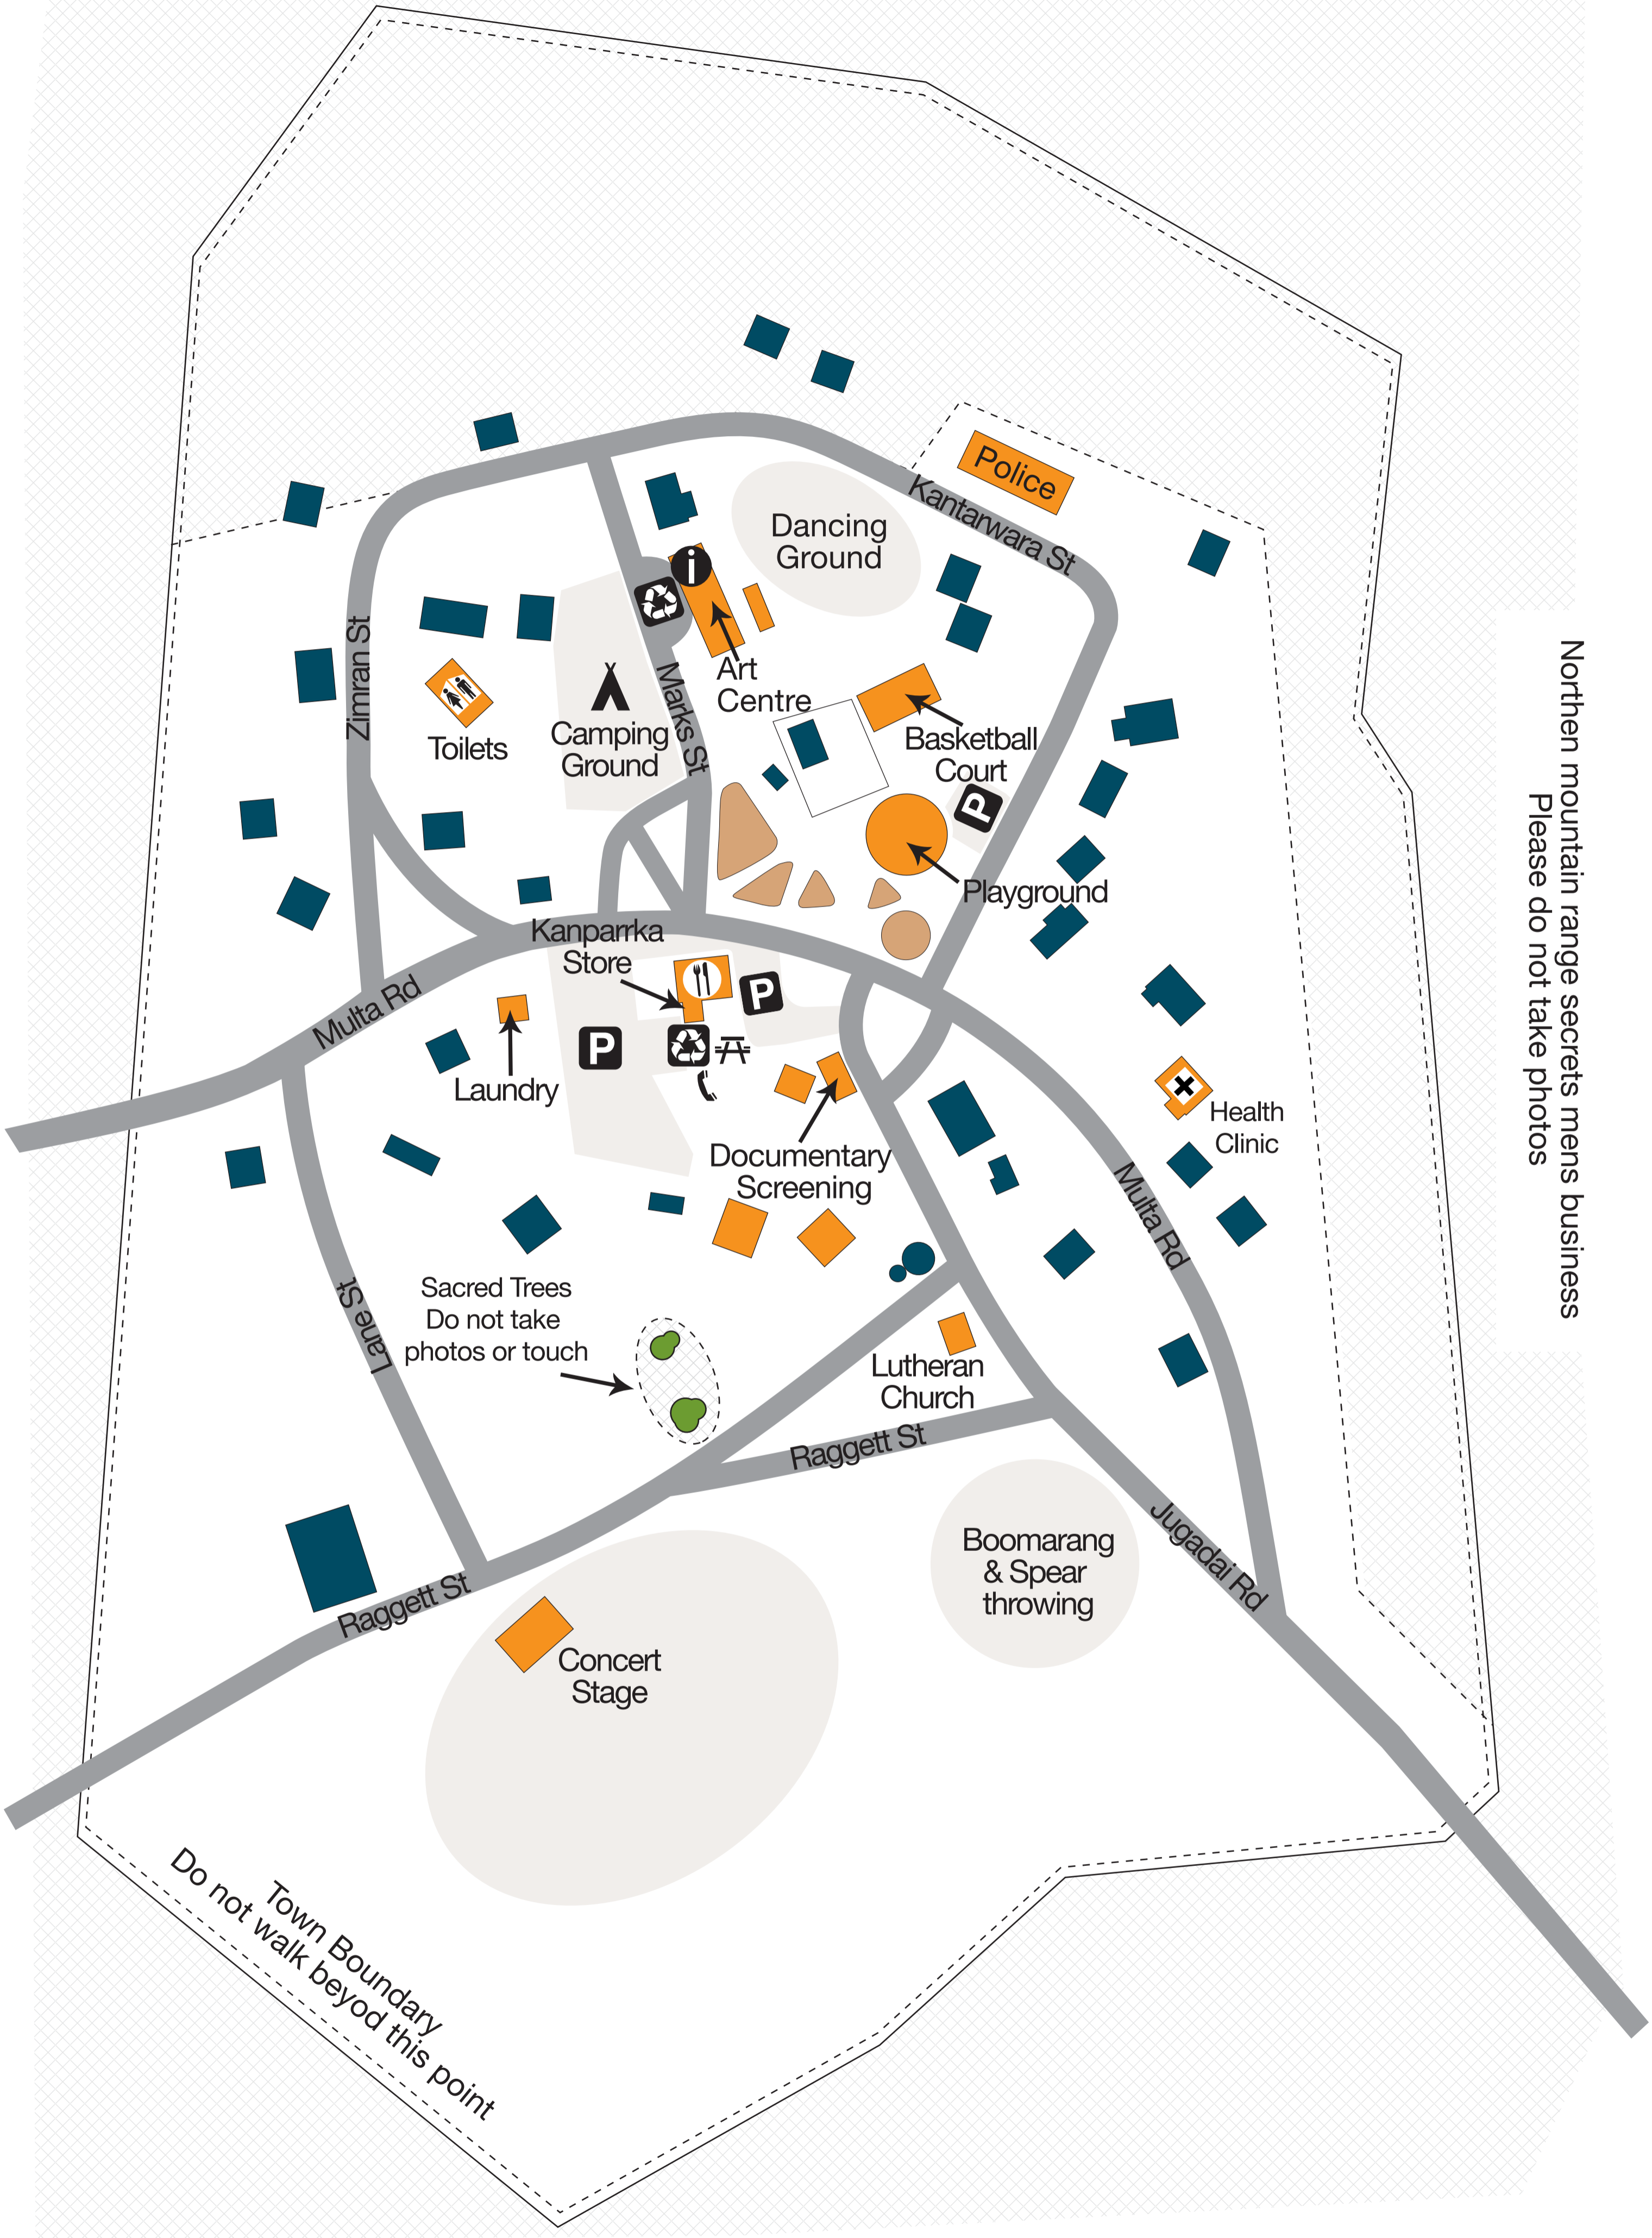 Police
Kantarwara St
Dancing
Ground
i
Art
Centre
Zimran St
Marks St
Toilets
Camping
Ground
Basketball
Court
P
Playground
Kanparrka
Store
P
P
Multa Rd
Laundry
Health
Clinic
Documentary
Screening
Multa Rd
Lane St
Sacred Trees
Do not take
photos or touch
Lutheran
Church
Raggett St
Boomarang
& Spear
throwing
Jugadai Rd
Raggett St
Concert
Stage
Northen mountain range secrets mens business
Please do not take photos
Town Boundary
Do not walk beyod this point